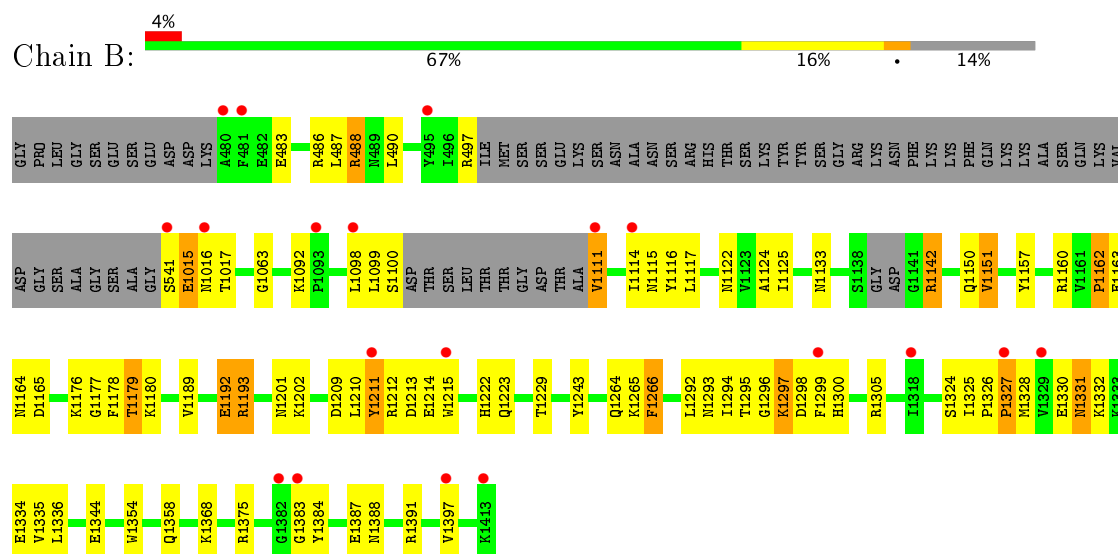 4%
Chain B:
67% 16% • 14%
GLY PRO LEU GLY SER GLU SER GLU ASP ASP LYS A480 F481 E482 E483 R486 L487 R488 N489 L490 Y495 I496 R497 ILE MET SER SER GLU LYS SER ASN ALA ASN SER ARG HIS THR SER LYS TYR TYR SER GLY ARG LYS ASN PHE LYS LYS PHE GLN LYS LYS ALA SER GLN LYS VAL
ASP GLY SER ALA GLY SER ALA GLY S541 E1015 N1016 T1017 G1063 K1092 P1093 L1098 L1099 S1100 ASP THR SER LEU THR THR GLY ASP THR ALA V1111 I1114 N1115 Y1116 L1117 N1122 V1123 A1124 I1125 N1133 S1138 GLY ASP G1141 R1142 Q1150 V1151 Y1157 R1160 V1161 P1162 E1163
N1164 D1165 K1176 G1177 F1178 T1179 K1180 V1189 E1192 R1193 N1201 K1202 D1209 L1210 Y1211 R1212 D1213 E1214 W1215 H1222 Q1223 T1229 Y1243 Q1264 K1265 F1266 L1292 N1293 I1294 T1295 G1296 K1297 D1298 F1299 H1300 R1305 I1318 S1324 I1325 P1326 P1327 M1328 V1329 E1330 N1331 K1332 K1333
E1334 V1335 L1336 E1344 W1354 Q1358 K1368 R1375 G1382 G1383 Y1384 E1387 N1388 R1391 V1397 K1413